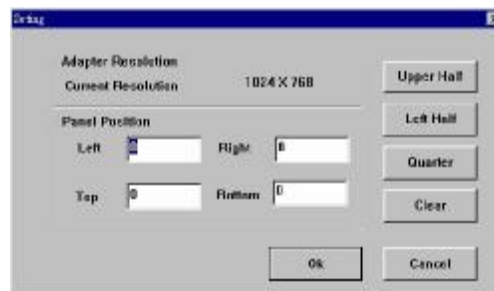 Setting
Adapter Resolution
Current Resolution 1024 X 768
Upper Half
Panel Position
Left Half
Left 0 Right 0
Quarter
Top 0 Bottom 0
Clear
Ok Cancel